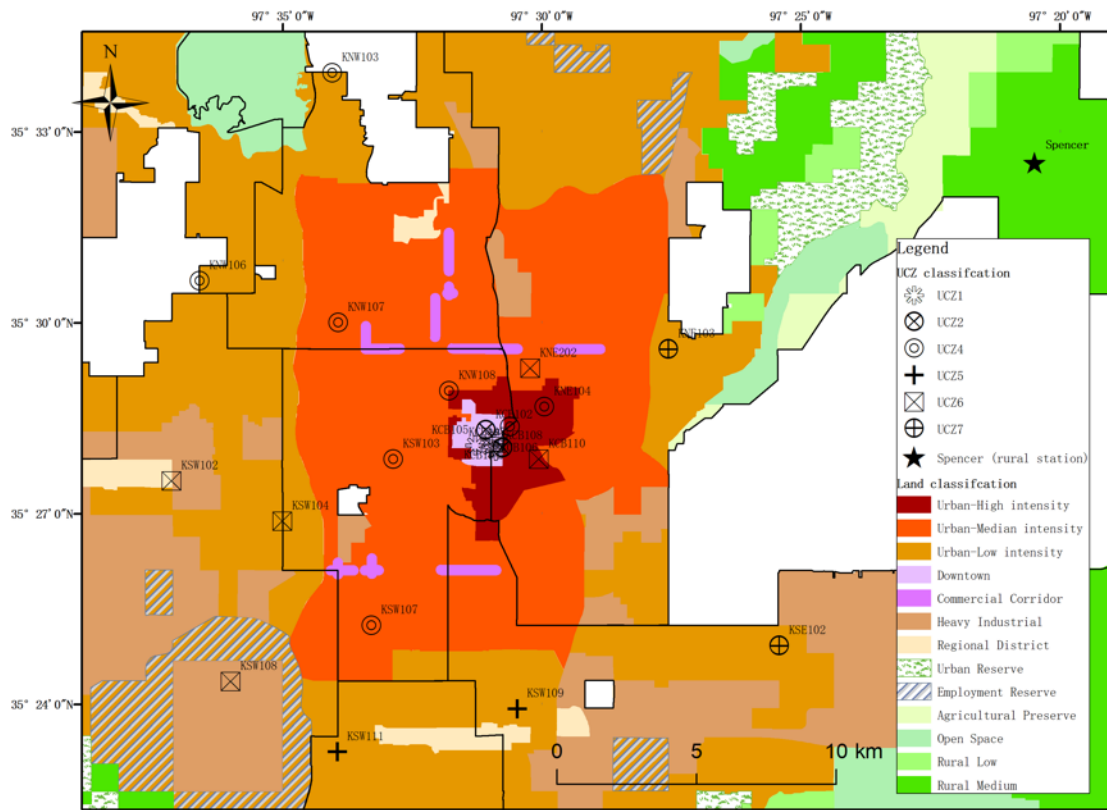 97° 35'0"W
97° 30'0"W
97° 25'0"W
97° 20'0"W
N
KNW103
35° 33'0"N
Spencer
KNW106
Legend
UCZ classifcation
UCZ1
UCZ2
UCZ4
UCZ5
UCZ6
UCZ7
Spencer (rural station)
Land classifcation
Urban-High intensity
Urban-Median intensity
Urban-Low intensity
Downtown
Commercial Corridor
Heavy Industrial
Regional District
Urban Reserve
Employment Reserve
Agricultural Preserve
Open Space
Rural Low
Rural Medium
KNW107
35° 30'0"N
KNE103
KNE202
KNW108
KNE104
KCB102
KCB105
KCB108
KSW103
KCB110
KSW102
KSW104
35° 27'0"N
KSW107
KSE102
KSW108
KSW109
35° 24'0"N
KSW111
0 5 10 km